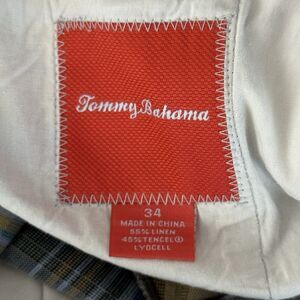 Tommy Bahama
34
MADE IN CHINA
55% LINEN
45% TENCEL®
LYOCELL